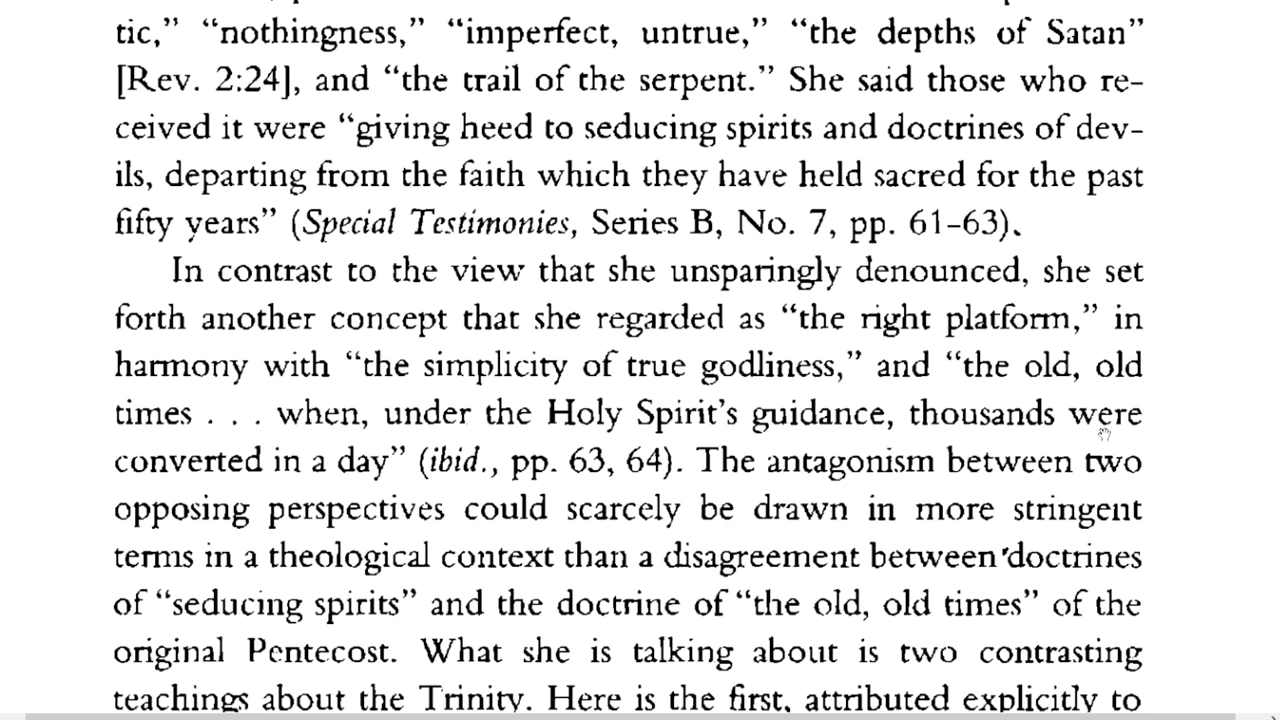 tic,” “nothingness,” “imperfect, untrue,” “the depths of Satan”
[Rev. 2:24], and “the trail of the serpent.” She said those who re-
ceived it were “giving heed to seducing spirits and doctrines of dev-
ils, departing from the faith which they have held sacred for the past
fifty years” (Special Testimonies, Series B, No. 7, pp. 61–63).
In contrast to the view that she unsparingly denounced, she set
forth another concept that she regarded as “the right platform,” in
harmony with “the simplicity of true godliness,” and “the old, old
times . . . when, under the Holy Spirit’s guidance, thousands were
converted in a day” (ibid., pp. 63, 64). The antagonism between two
opposing perspectives could scarcely be drawn in more stringent
terms in a theological context than a disagreement between doctrines
of “seducing spirits” and the doctrine of “the old, old times” of the
original Pentecost. What she is talking about is two contrasting
teachings about the Trinity. Here is the first, attributed explicitly to